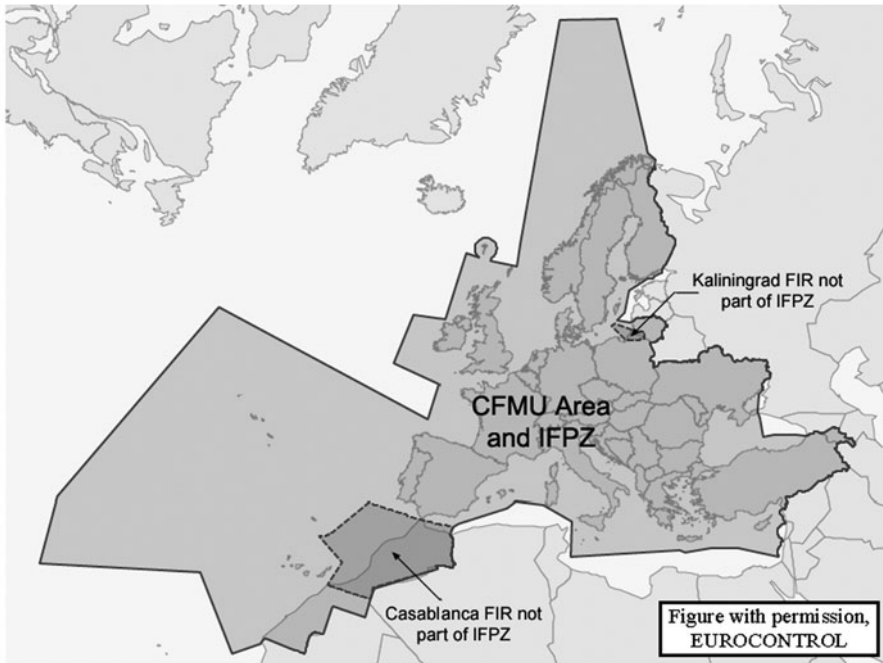 Kaliningrad FIR not
part of IFPZ
CFMU Area
and IFPZ
Casablanca FIR not
part of IFPZ
Figure with permission,
EUROCONTROL